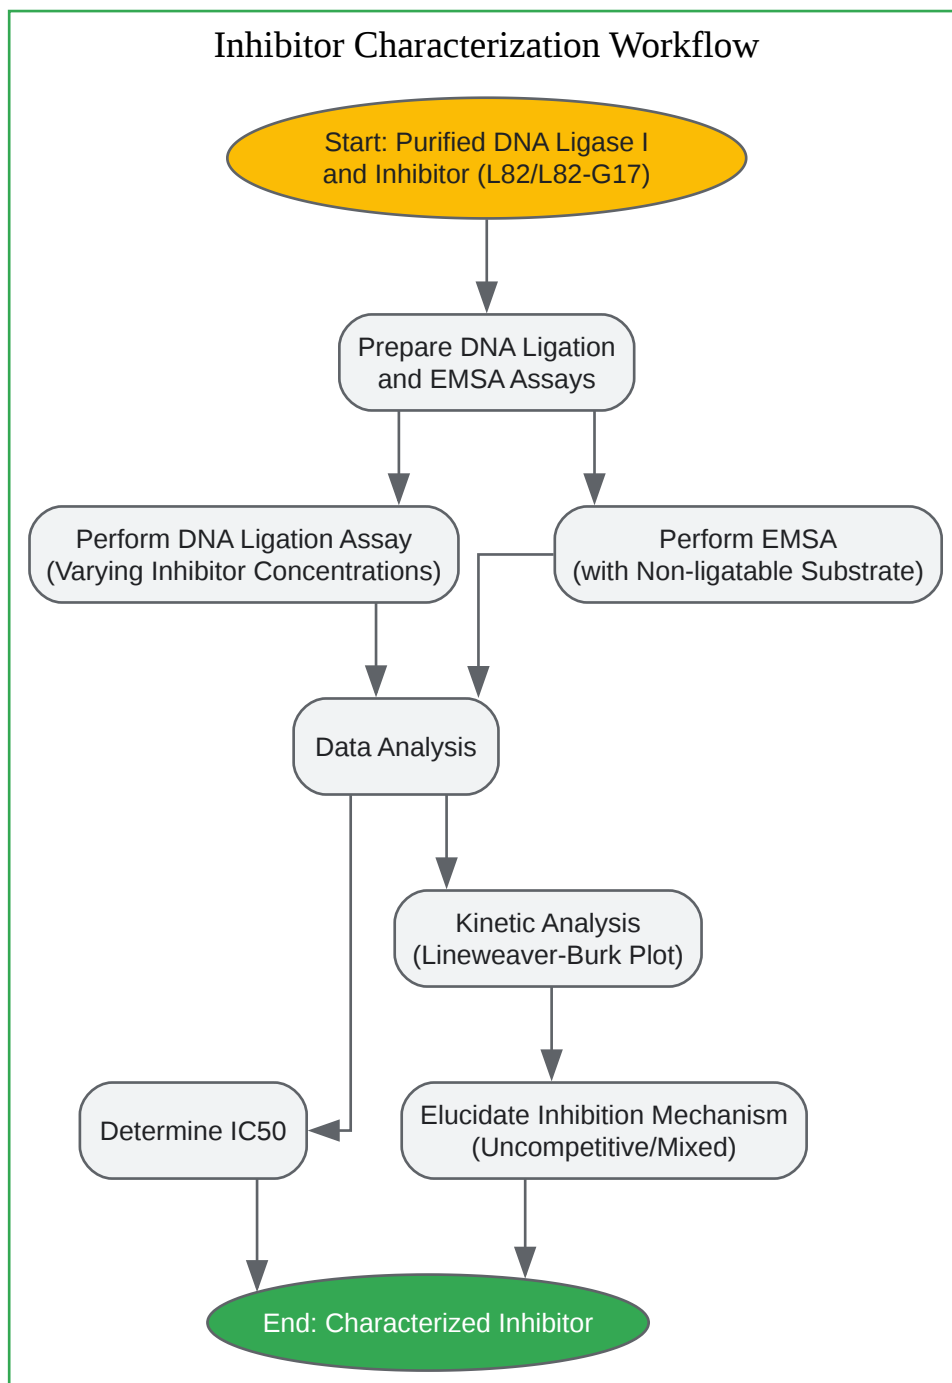 Inhibitor Characterization Workflow
Start: Purified DNA Ligase I
and Inhibitor (L82/L82-G17)
Prepare DNA Ligation
and EMSA Assays
Perform DNA Ligation Assay
(Varying Inhibitor Concentrations)
Perform EMSA
(with Non-ligatable Substrate)
Data Analysis
Kinetic Analysis
(Lineweaver-Burk Plot)
Determine IC50
Elucidate Inhibition Mechanism
(Uncompetitive/Mixed)
End: Characterized Inhibitor